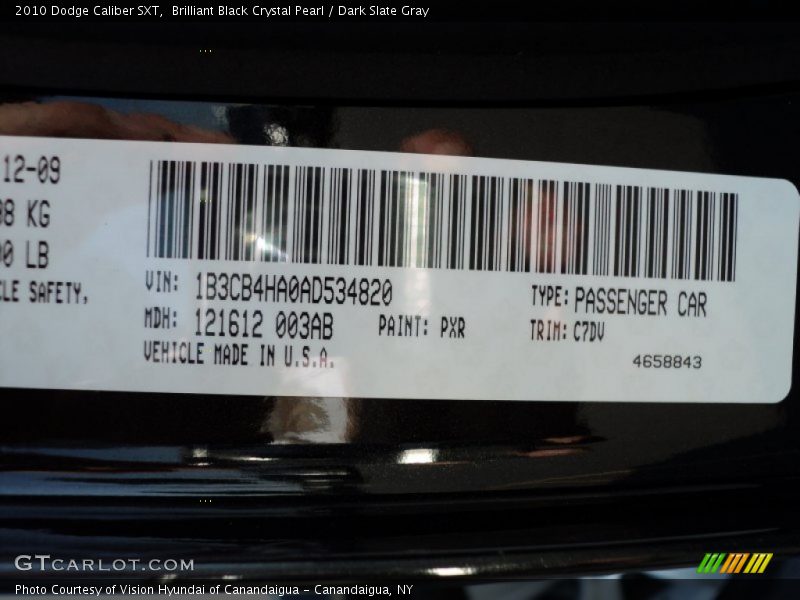 2010 Dodge Caliber SXT,  Brilliant Black Crystal Pearl / Dark Slate Gray
12-09
KG
LB
SAFETY,
VIN: 1B3CB4HA0AD534820
TYPE: PASSENGER CAR
MDH: 121612 003AB
PAINT: PXR
TRIM: C7DV
VEHICLE MADE IN U.S.A.
4658843
GTCARLOT.COM
Photo Courtesy of Vision Hyundai of Canandaigua - Canandaigua, NY